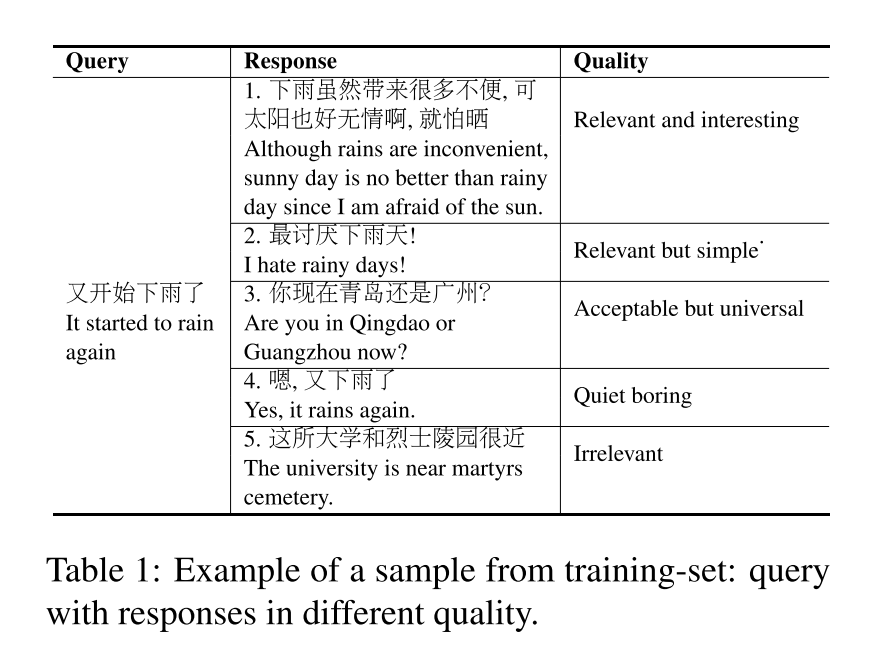 Query Response Quality
1. 下雨虽然带来很多不便, 可
太阳也好无情啊, 就怕晒
Although rains are inconvenient,
sunny day is no better than rainy
day since I am afraid of the sun.
Relevant and interesting
2. 最讨厌下雨天!
I hate rainy days!
Relevant but simple
又开始下雨了
It started to rain
again
3. 你现在青岛还是广州?
Are you in Qingdao or
Guangzhou now?
Acceptable but universal
4. 嗯, 又下雨了
Yes, it rains again.
Quiet boring
5. 这所大学和烈士陵园很近
The university is near martyrs
cemetery.
Irrelevant
Table 1: Example of a sample from training-set: query
with responses in different quality.